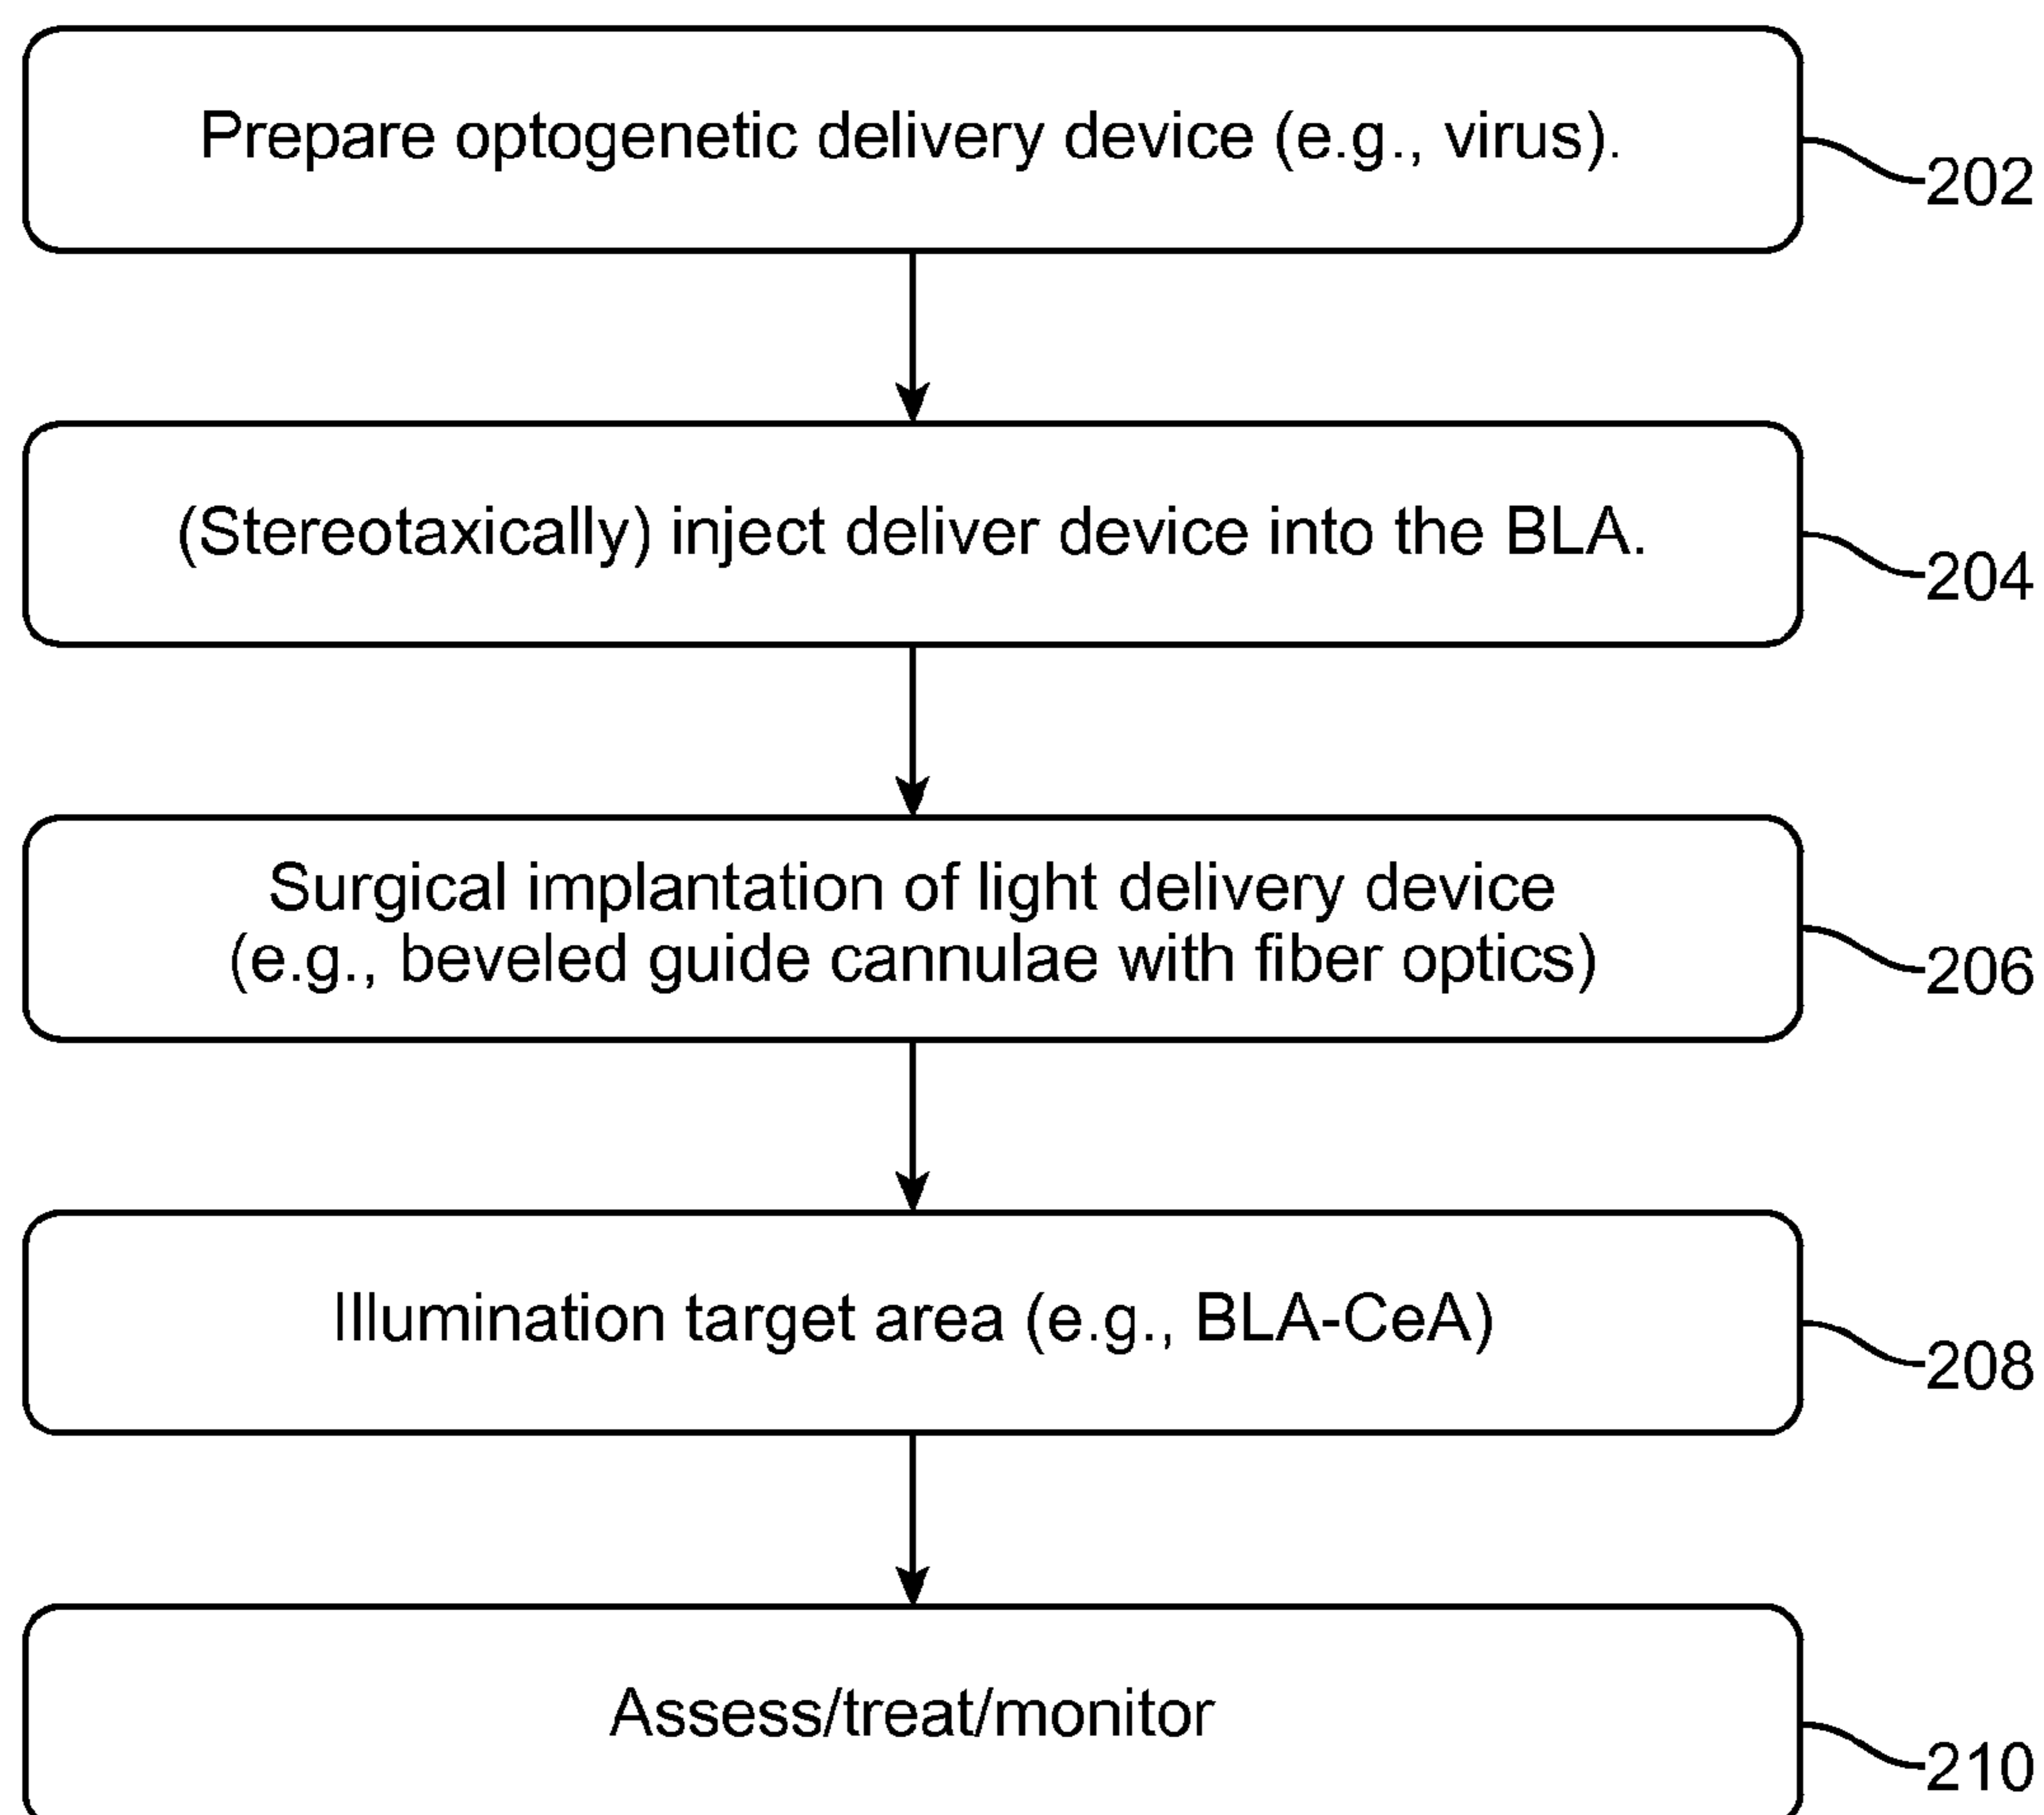 Prepare optogenetic delivery device (e.g., virus).
202
(Stereotaxically) inject deliver device into the BLA.
204
Surgical implantation of light delivery device
(e.g., beveled guide cannulae with fiber optics)
206
Illumination target area (e.g., BLA-CeA)
208
Assess/treat/monitor
210